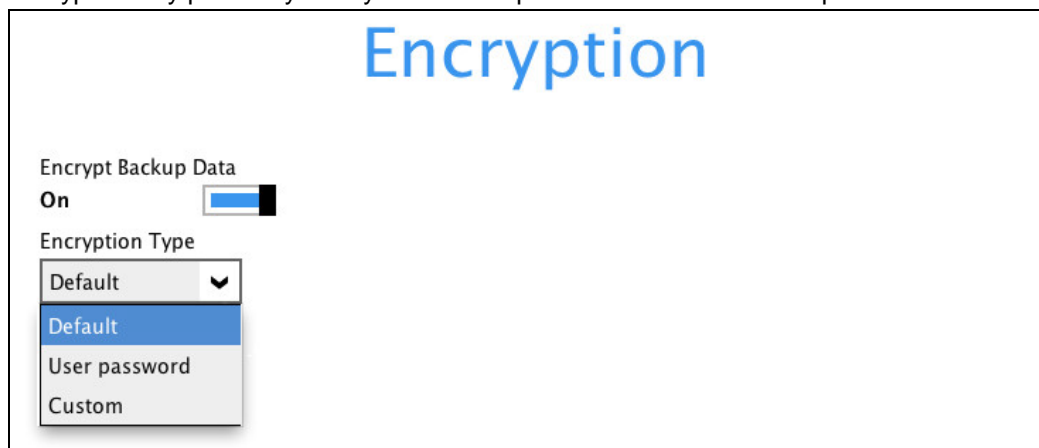 Encryption
Encrypt Backup Data
On
Encryption Type
Default
Default
User password
Custom